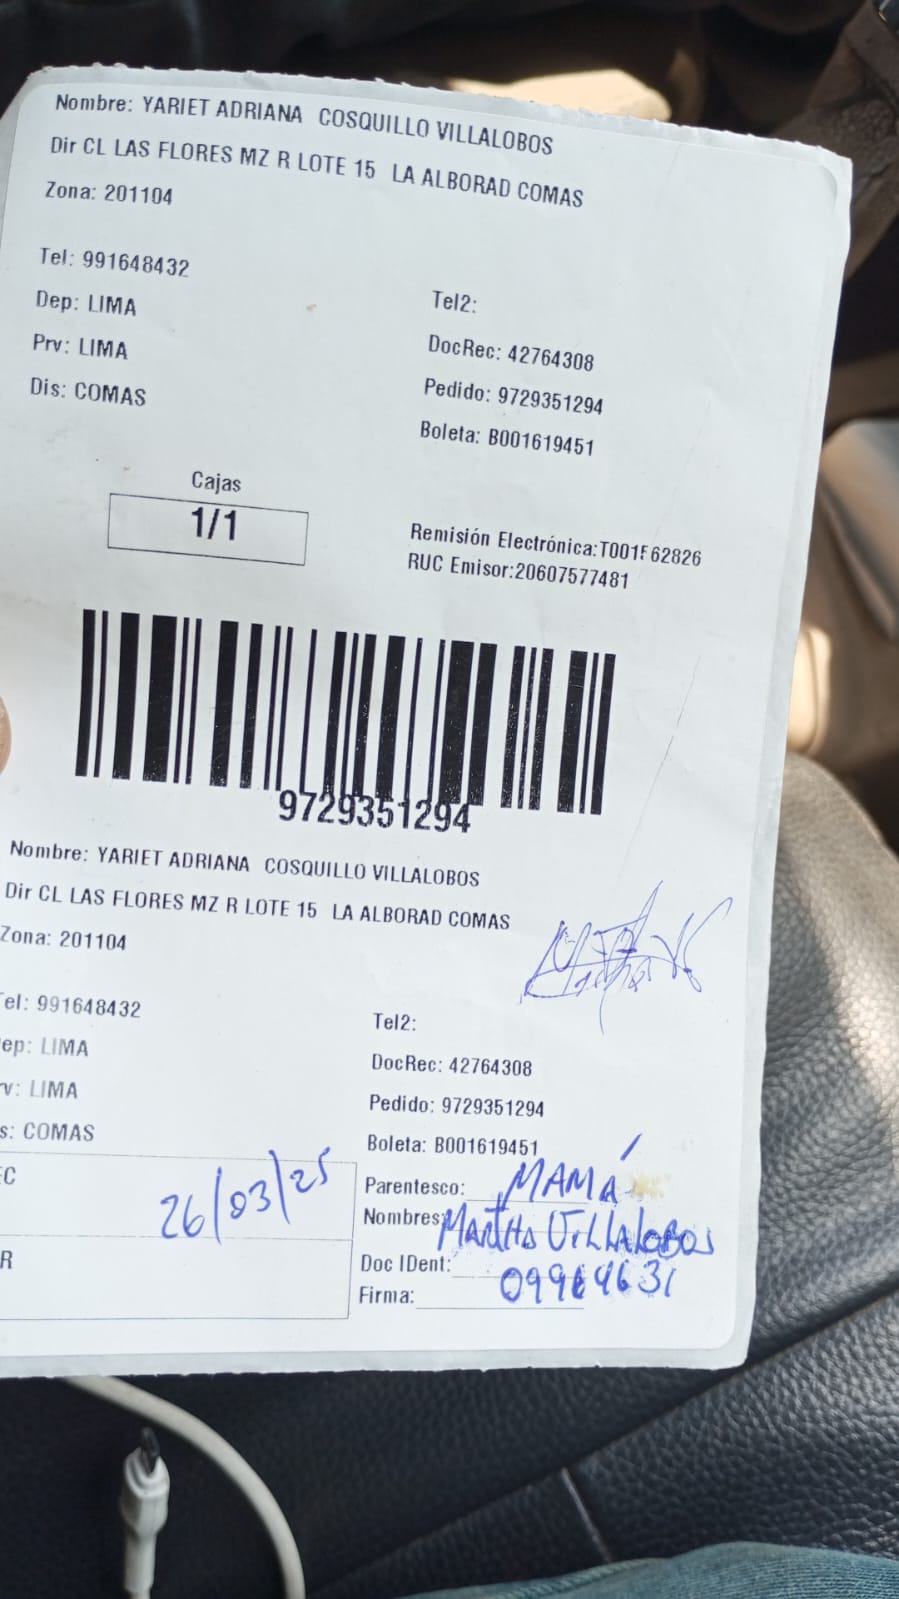 Nombre: YARIET ADRIANA COSQUILLO VILLALOBOS
Dir CL LAS FLORES MZ R LOTE 15 LA ALBORAD COMAS
Zona: 201104
Tel: 991648432
Dep: LIMA
Prv: LIMA
Dis: COMAS
Tel2:
DocRec: 42764308
Pedido: 9729351294
Boleta: B001619451
Cajas
1/1
Remisión Electrónica:T001 62826
RUC Emisor:20607577481
9729351294
Nombre: YARIET ADRIANA COSQUILLO VILLALOBOS
Dir CL LAS FLORES MZ R LOTE 15 LA ALBORAD COMAS
Zona: 201104
el: 991648432
ep: LIMA
v: LIMA
s: COMAS
Tel2:
DocRec: 42764308
Pedido: 9729351294
Boleta: B001619451
C
26/03/25
R
Parentesco: MAMÁ
Nombres: MARTHA VILLALOBOS
Doc IDent:
Firma: